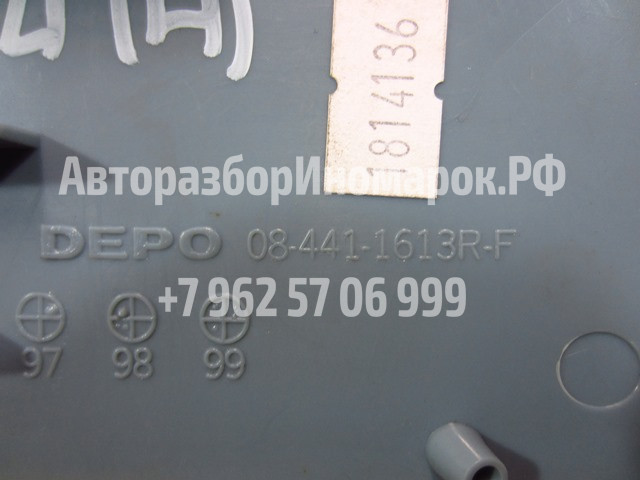 (Н)
1814136
АвторазборИномарок.РФ
DEPO 08-441-1613R-F
+7 962 57 06 999
97 98 99